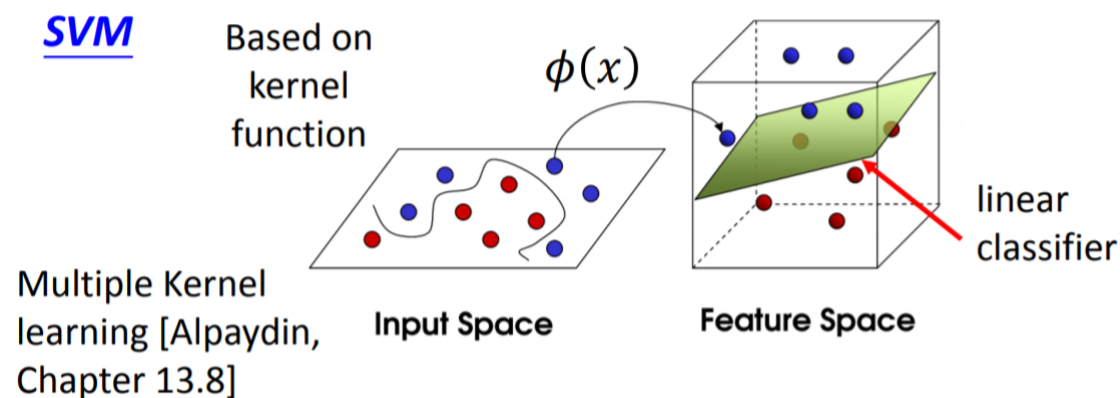 SVM
Based on
kernel
function
ϕ(x)
linear
classifier
Multiple Kernel
learning [Alpaydin,
Chapter 13.8]
Input Space
Feature Space